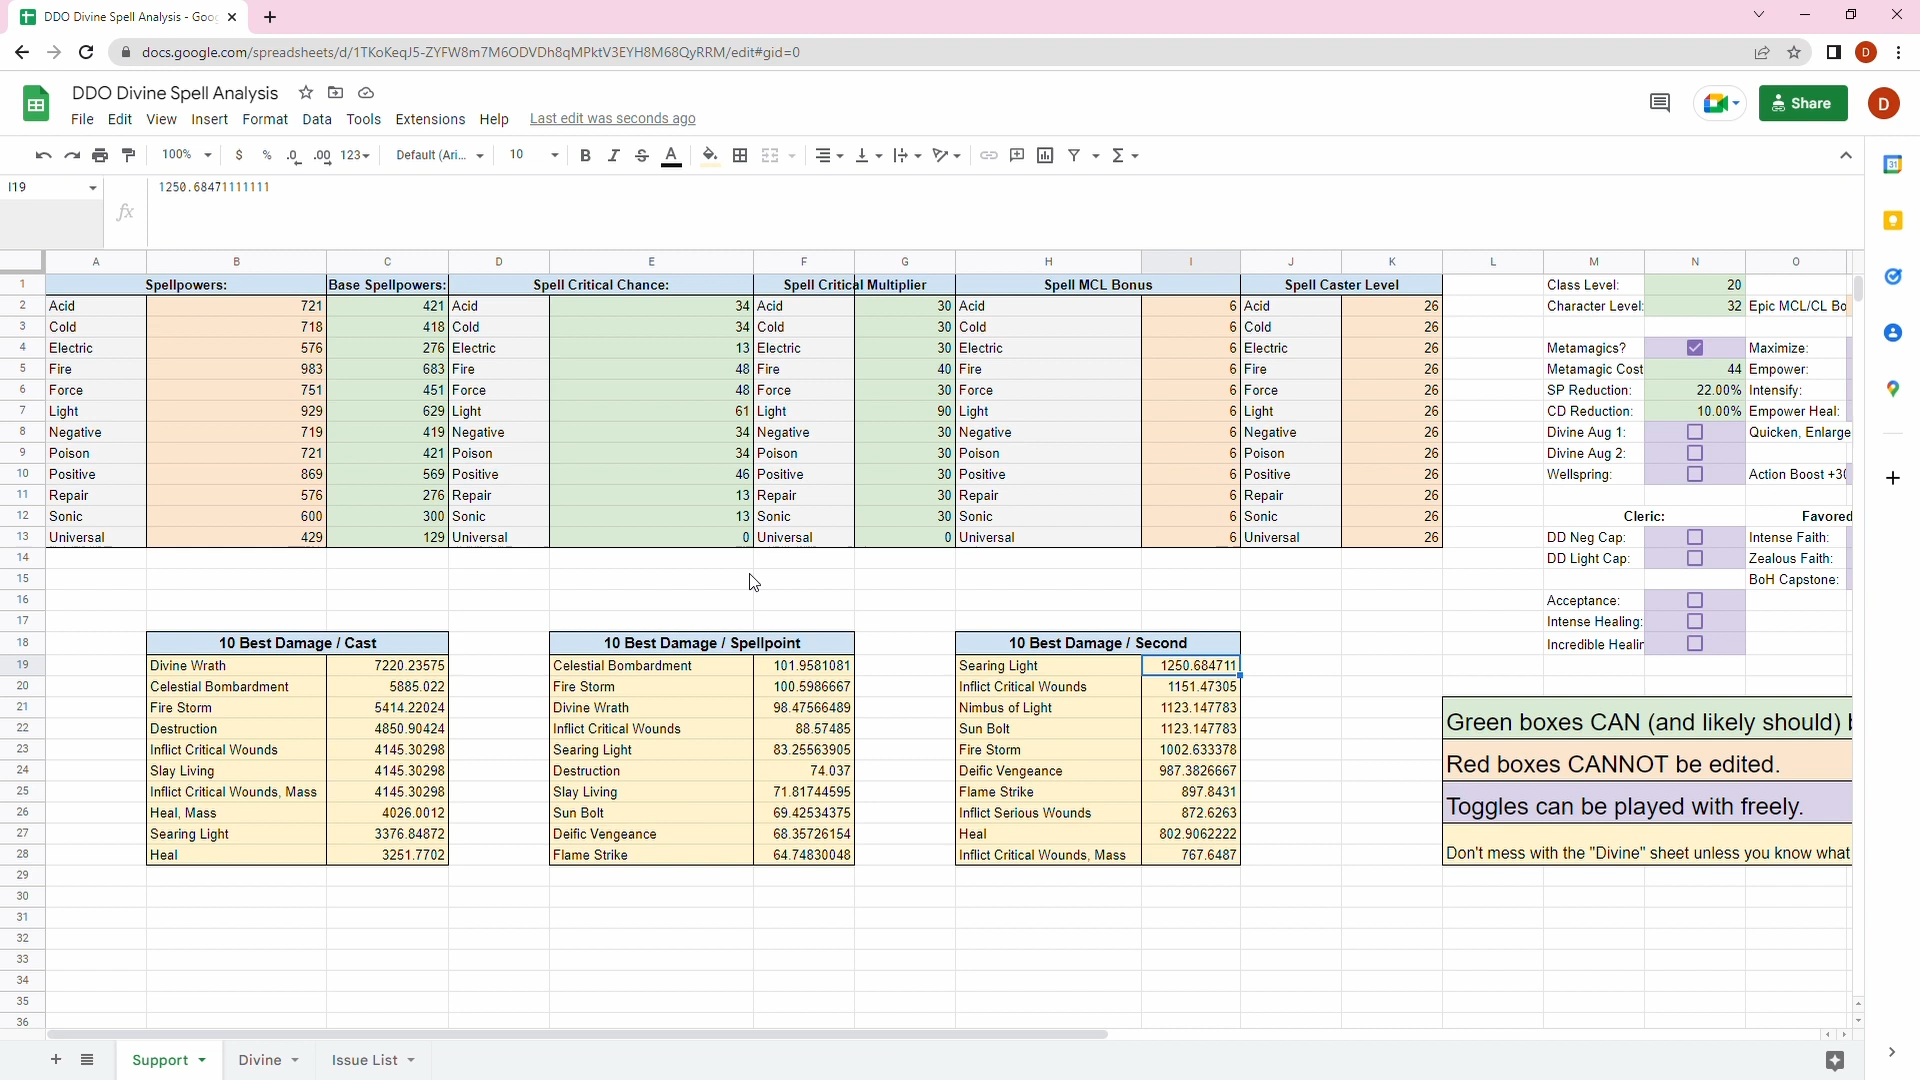 DDO Divine Spell Analysis - Goo
docs.google.com/spreadsheets/d/1TKoKeqJ5-ZYFW8m7M6ODVDh8qMPktV3EYH8M68QyRRM/edit#gid=0
D
DDO Divine Spell Analysis
File Edit View Insert Format Data Tools Extensions Help Last edit was seconds ago
Share
D
100% $ % .0 .00 123 Default (Ari... 10 B I S A
I19 fx 1250.68471111111
A B C D E F G H I J K L M N O
1 Spellpowers: Base Spellpowers: Spell Critical Chance: Spell Critical Multiplier Spell MCL Bonus Spell Caster Level Class Level: 20
2 Acid 721 421 Acid 34 Acid 30 Acid 6 Acid 26 Character Level: 32 Epic MCL/CL Bo
3 Cold 718 418 Cold 34 Cold 30 Cold 6 Cold 26
4 Electric 576 276 Electric 13 Electric 30 Electric 6 Electric 26 Metamagics? Maximize:
5 Fire 983 683 Fire 48 Fire 40 Fire 6 Fire 26 Metamagic Cost 44 Empower:
6 Force 751 451 Force 48 Force 30 Force 6 Force 26 SP Reduction: 22.00% Intensify:
7 Light 929 629 Light 61 Light 90 Light 6 Light 26 CD Reduction: 10.00% Empower Heal:
8 Negative 719 419 Negative 34 Negative 30 Negative 6 Negative 26 Divine Aug 1: Quicken, Enlarge
9 Poison 721 421 Poison 34 Poison 30 Poison 6 Poison 26 Divine Aug 2:
10 Positive 869 569 Positive 46 Positive 30 Positive 6 Positive 26 Wellspring: Action Boost +30
11 Repair 576 276 Repair 13 Repair 30 Repair 6 Repair 26
12 Sonic 600 300 Sonic 13 Sonic 30 Sonic 6 Sonic 26 Cleric: Favored
13 Universal 429 129 Universal 0 Universal 0 Universal 6 Universal 26 DD Neg Cap: Intense Faith:
14 DD Light Cap: Zealous Faith:
15 BoH Capstone:
16 Acceptance:
17 Intense Healing:
18 10 Best Damage / Cast 10 Best Damage / Spellpoint 10 Best Damage / Second Incredible Healin
19 Divine Wrath 7220.23575 Celestial Bombardment 101.9581081 Searing Light 1250.684711
20 Celestial Bombardment 5885.022 Fire Storm 100.5986667 Inflict Critical Wounds 1151.47305
21 Fire Storm 5414.22024 Divine Wrath 98.47566489 Nimbus of Light 1123.147783
22 Destruction 4850.90424 Inflict Critical Wounds 88.57485 Sun Bolt 1123.147783
Green boxes CAN (and likely should) b
23 Inflict Critical Wounds 4145.30298 Searing Light 83.25563905 Fire Storm 1002.633378
24 Slay Living 4145.30298 Destruction 74.037 Deific Vengeance 987.3826667
Red boxes CANNOT be edited.
25 Inflict Critical Wounds, Mass 4145.30298 Slay Living 71.81744595 Flame Strike 897.8431
26 Heal, Mass 4026.0012 Sun Bolt 69.42534375 Inflict Serious Wounds 872.6263
Toggles can be played with freely.
27 Searing Light 3376.84872 Deific Vengeance 68.35726154 Heal 802.9062222
28 Heal 3251.7702 Flame Strike 64.74830048 Inflict Critical Wounds, Mass 767.6487
Don't mess with the "Divine" sheet unless you know what
29
30
31
32
33
34
35
36
Support Divine Issue List